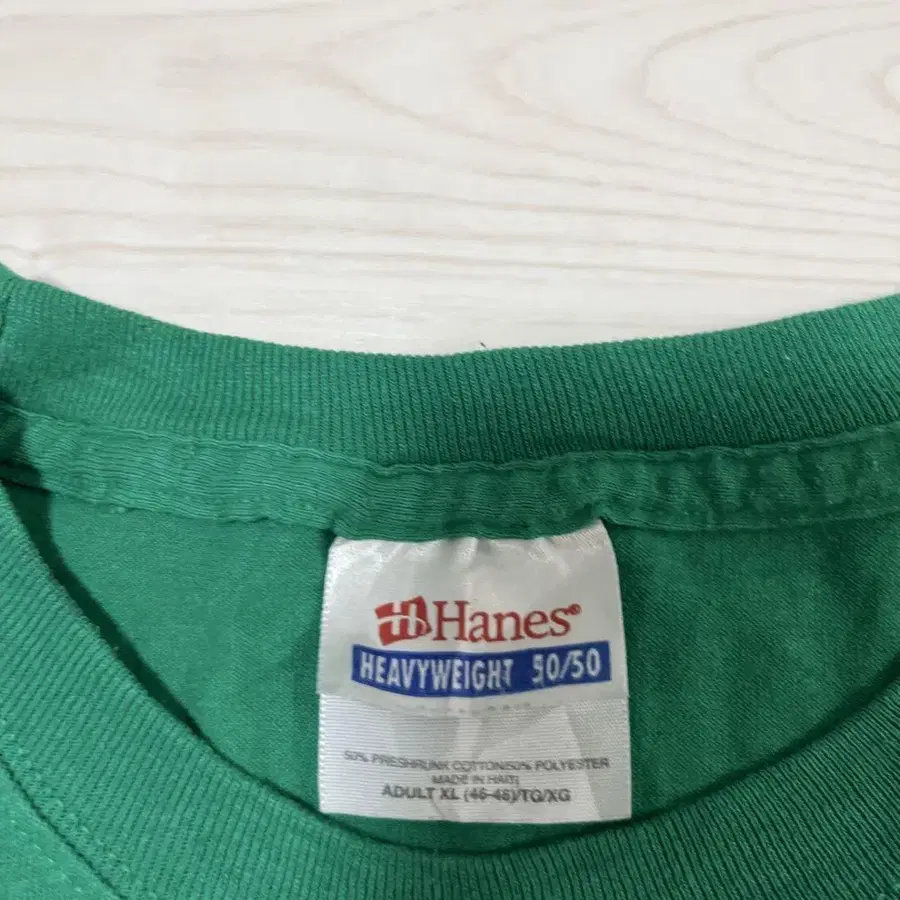 Hanes®
HEAVYWEIGHT 50/50
50% PRESHRUNK COTTON/50% POLYESTER
MADE IN HAITI
ADULT XL (46-48)/TG/XG